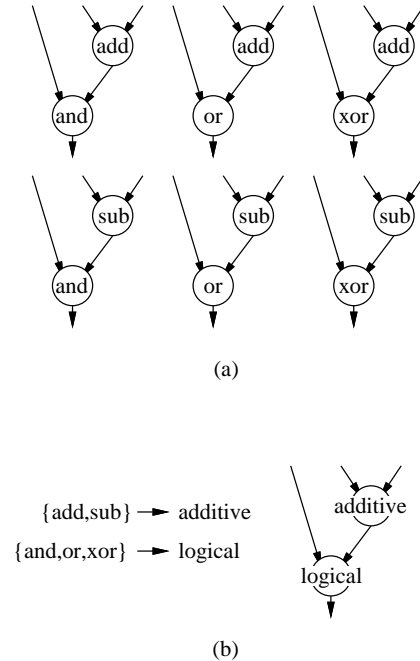 add add add
and or xor
sub sub sub
and or xor
(a)
{add,sub} → additive
{and,or,xor} → logical
additive
logical
(b)